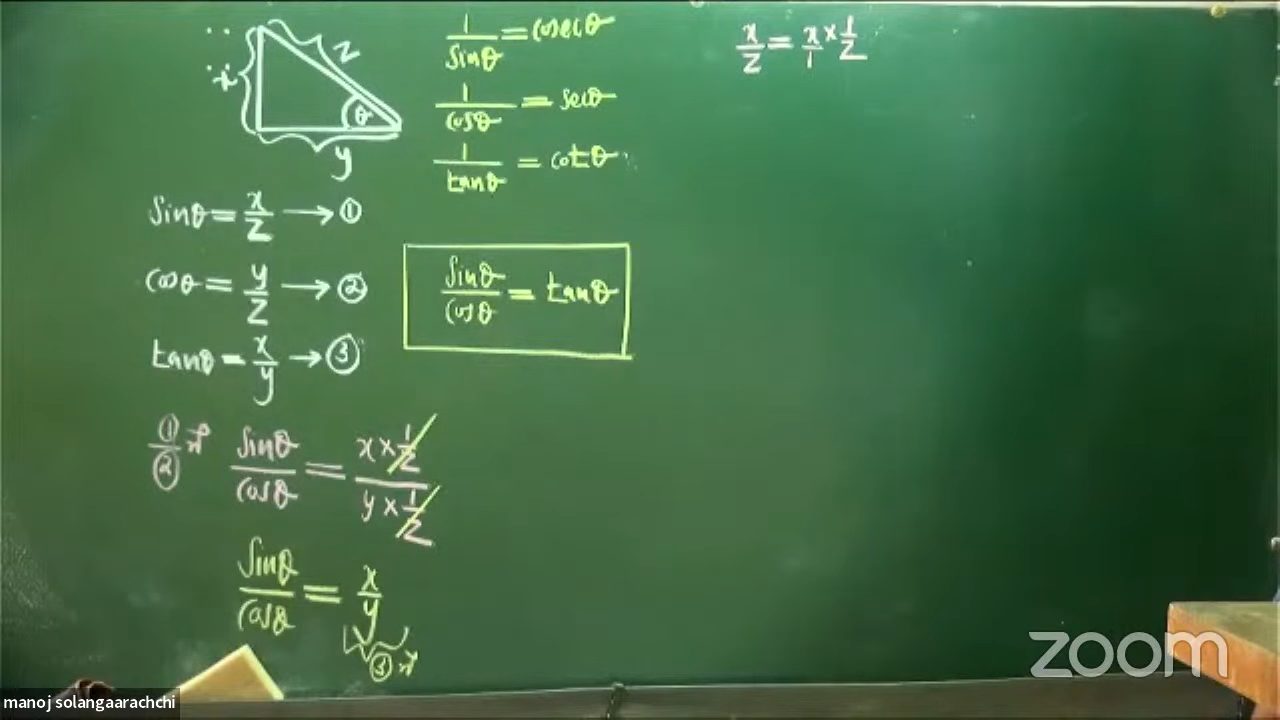 x
z
θ
y
1/sinθ = cosecθ
1/cosθ = secθ
1/tanθ = cotθ
x/z = x/1 × 1/z
sinθ = x/z → ①
cosθ = y/z → ②
tanθ = x/y → ③
sinθ/cosθ = tanθ
①/② sinθ/cosθ = x × 1/z / y × 1/z
sinθ/cosθ = x/y
③
zoom
manoj solangaarachchi